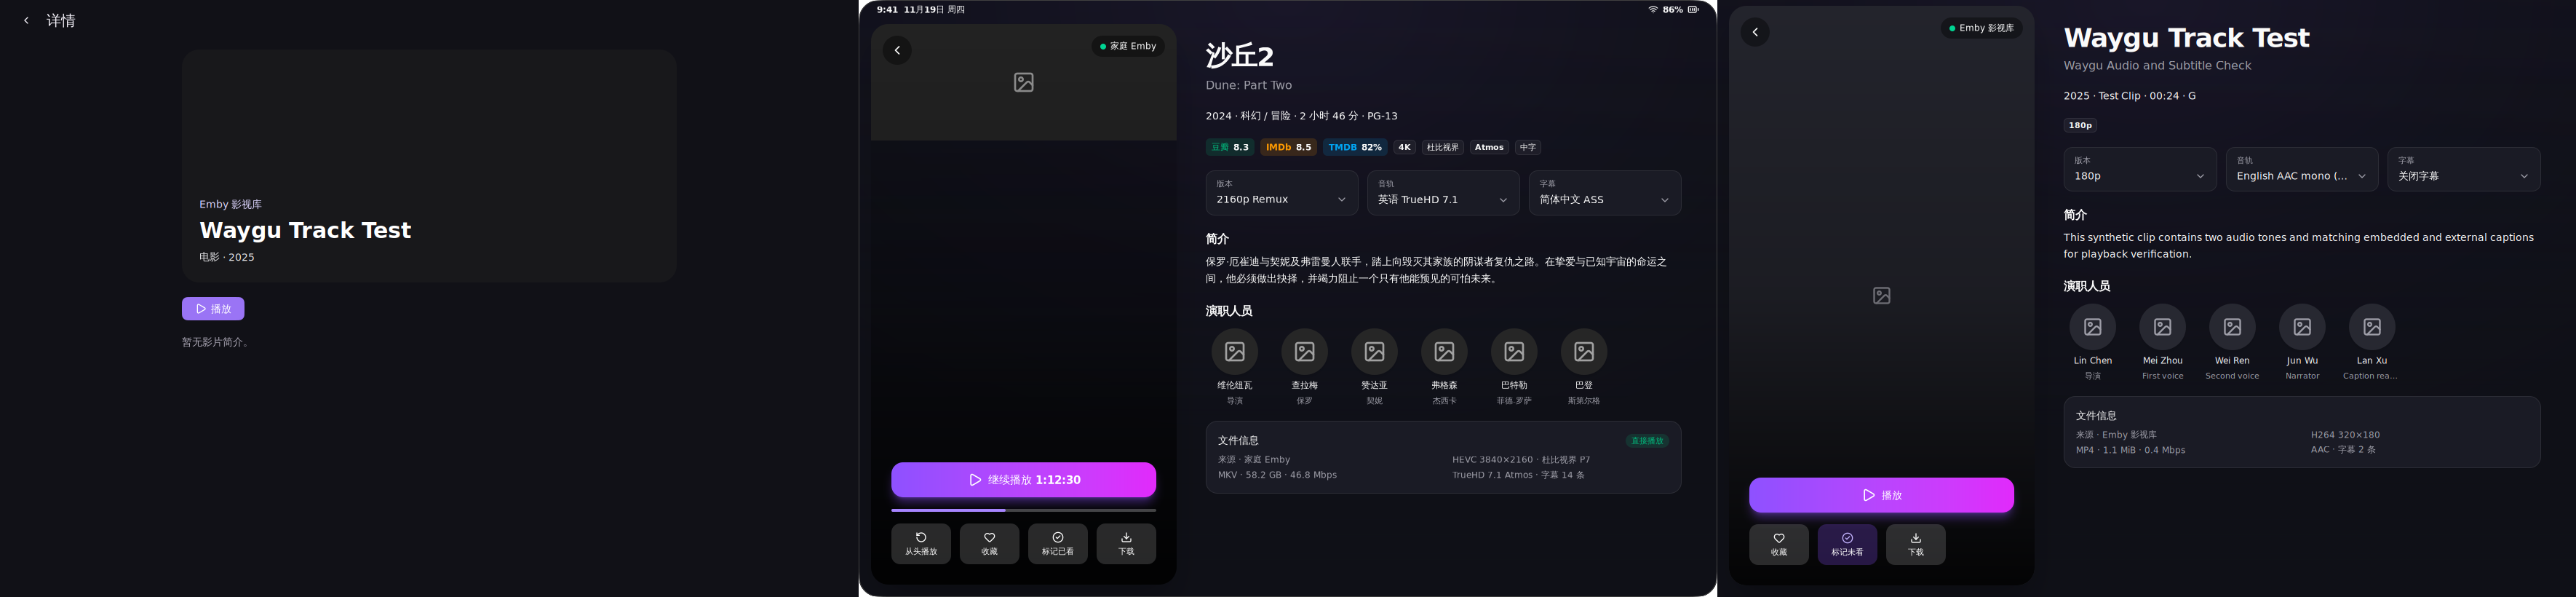 详情
Emby 影视库
Waygu Track Test
电影 · 2025
播放
暂无影片简介。
9:41 11月19日 周四
86%
家庭 Emby
继续播放 1:12:30
从头播放
收藏
标记已看
下载
沙丘2
Dune: Part Two
2024 · 科幻 / 冒险 · 2 小时 46 分 · PG-13
豆瓣 8.3 IMDb 8.5 TMDB 82% 4K 杜比视界 Atmos 中字
版本
2160p Remux
音轨
英语 TrueHD 7.1
字幕
简体中文 ASS
简介
保罗·厄崔迪与契妮及弗雷曼人联手，踏上向毁灭其家族的阴谋者复仇之路。在挚爱与已知宇宙的命运之
间，他必须做出抉择，并竭力阻止一个只有他能预见的可怕未来。
演职人员
维伦纽瓦
导演
查拉梅
保罗
赞达亚
契妮
弗格森
杰西卡
巴特勒
菲德·罗萨
巴登
斯第尔格
文件信息
直接播放
来源 · 家庭 Emby
HEVC 3840×2160 · 杜比视界 P7
MKV · 58.2 GB · 46.8 Mbps
TrueHD 7.1 Atmos · 字幕 14 条
Emby 影视库
播放
收藏
标记未看
下载
Waygu Track Test
Waygu Audio and Subtitle Check
2025 · Test Clip · 00:24 · G
180p
版本
180p
音轨
English AAC mono (...
字幕
关闭字幕
简介
This synthetic clip contains two audio tones and matching embedded and external captions
for playback verification.
演职人员
Lin Chen
导演
Mei Zhou
First voice
Wei Ren
Second voice
Jun Wu
Narrator
Lan Xu
Caption rea...
文件信息
来源 · Emby 影视库
H264 320×180
MP4 · 1.1 MiB · 0.4 Mbps
AAC · 字幕 2 条